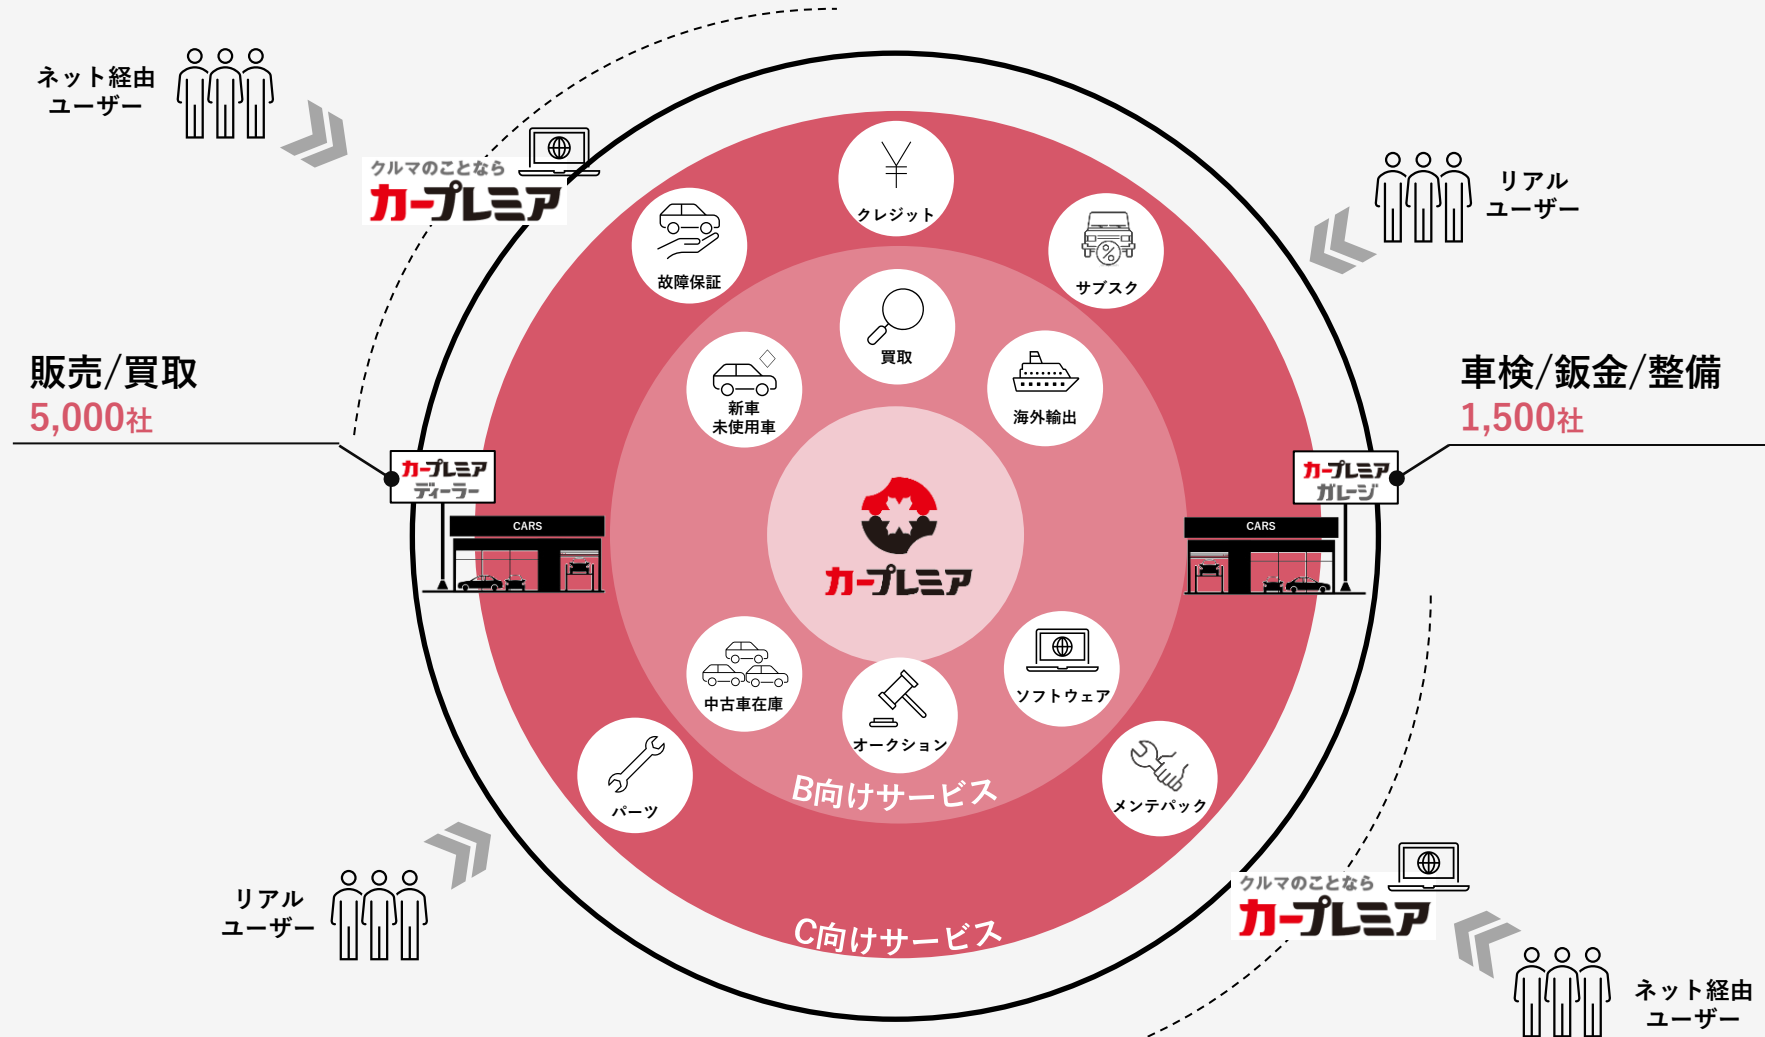 ネット経由
ユーザー
クルマのことなら
カープレミア
リアル
ユーザー
クレジット
故障保証
サブスク
買取
新車
未使用車
海外輸出
販売/買取
5,000社
車検/鈑金/整備
1,500社
カープレミア
ディーラー
CARS
カープレミア
ガレージ
CARS
カープレミア
中古車在庫
オークション
ソフトウェア
B向けサービス
パーツ
メンテパック
C向けサービス
リアル
ユーザー
クルマのことなら
カープレミア
ネット経由
ユーザー